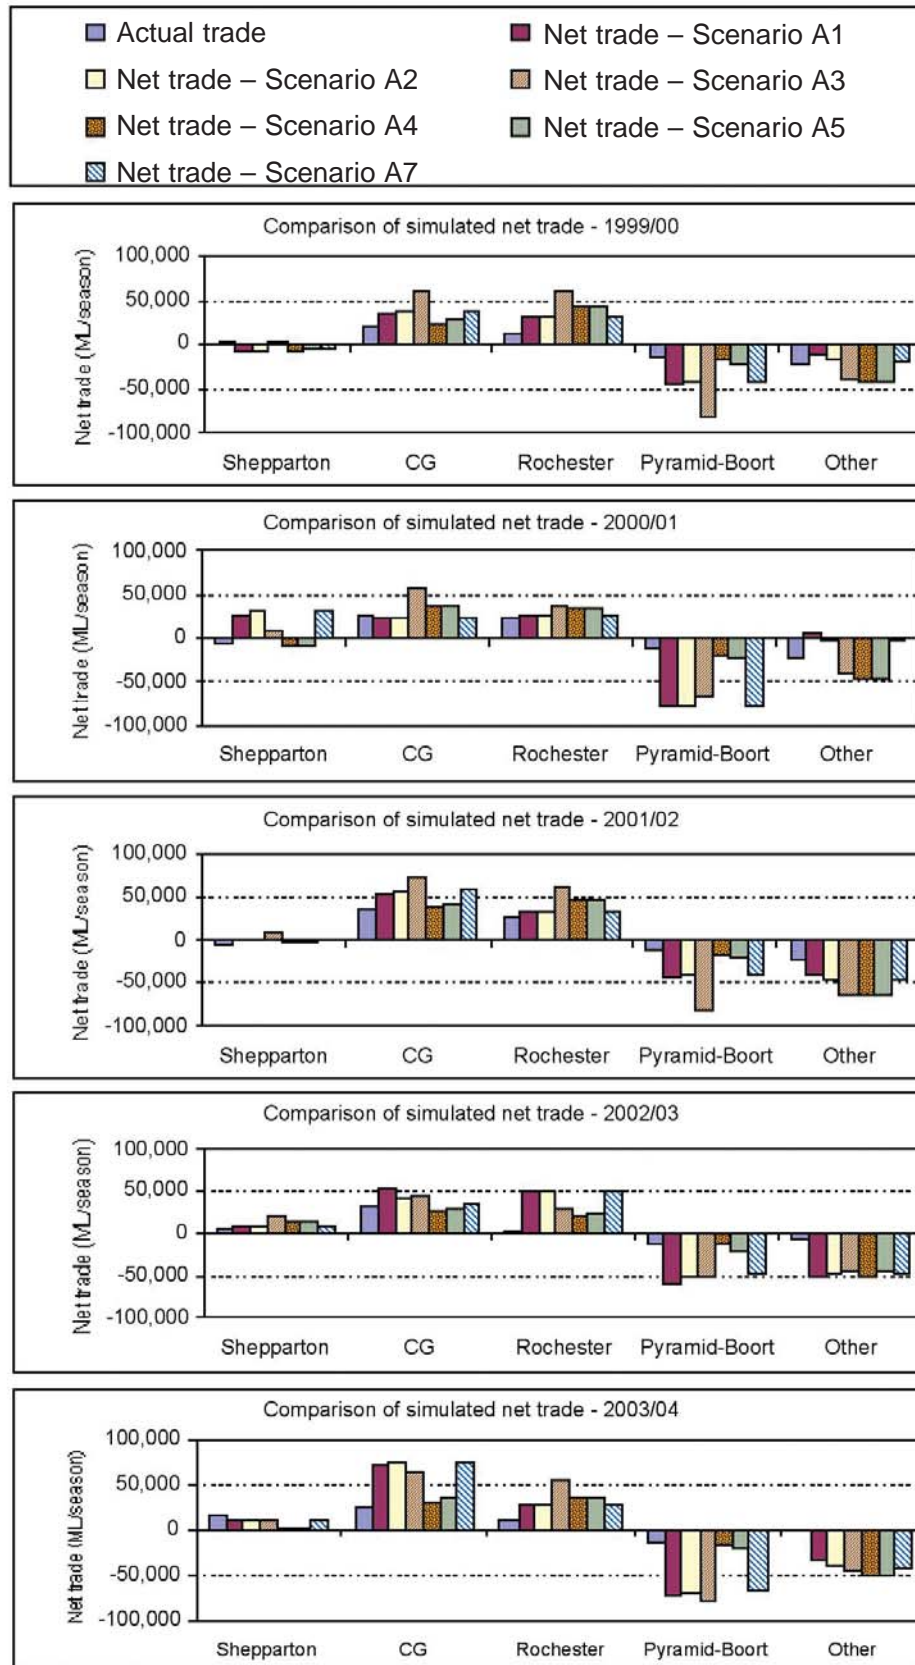 Actual trade
Net trade – Scenario A1
Net trade – Scenario A2
Net trade – Scenario A3
Net trade – Scenario A4
Net trade – Scenario A5
Net trade – Scenario A7
Comparison of simulated net trade - 1999/00
Net trade (ML/season)
100,000
50,000
0
-50,000
-100,000
Shepparton CG Rochester Pyramid-Boort Other
Comparison of simulated net trade - 2000/01
Net trade (ML/season)
100,000
50,000
0
-50,000
-100,000
Shepparton CG Rochester Pyramid-Boort Other
Comparison of simulated net trade - 2001/02
Net trade (ML/season)
100,000
50,000
0
-50,000
-100,000
Shepparton CG Rochester Pyramid-Boort Other
Comparison of simulated net trade - 2002/03
Net trade (ML/season)
100,000
50,000
0
-50,000
-100,000
Shepparton CG Rochester Pyramid-Boort Other
Comparison of simulated net trade - 2003/04
Net trade (ML/season)
100,000
50,000
0
-50,000
-100,000
Shepparton CG Rochester Pyramid-Boort Other